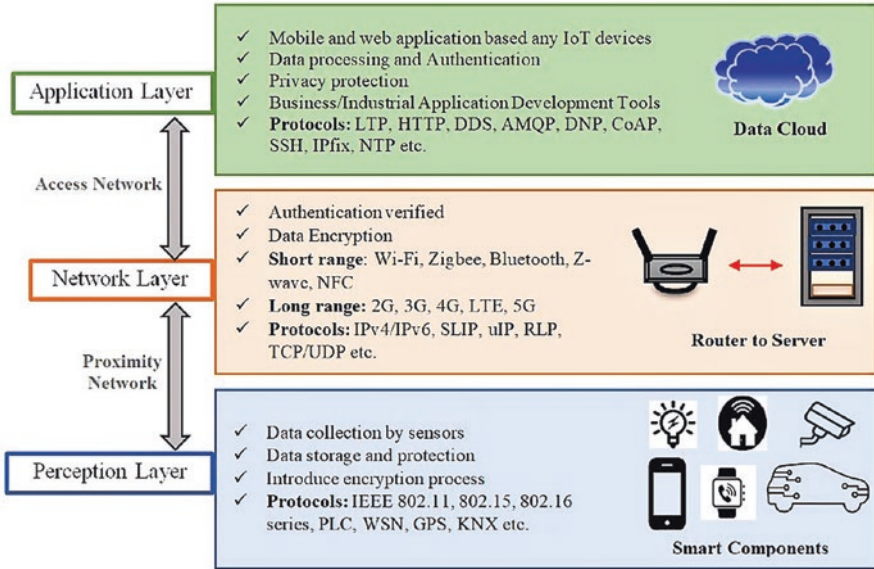 Application Layer
✓ Mobile and web application based any IoT devices
✓ Data processing and Authentication
✓ Privacy protection
✓ Business/Industrial Application Development Tools
✓ Protocols: LTP, HTTP, DDS, AMQP, DNP, CoAP,
SSH, IPfix, NTP etc.
Data Cloud
Access Network
Network Layer
✓ Authentication verified
✓ Data Encryption
✓ Short range: Wi-Fi, Zigbee, Bluetooth, Z-
wave, NFC
✓ Long range: 2G, 3G, 4G, LTE, 5G
✓ Protocols: IPv4/IPv6, SLIP, uIP, RLP,
TCP/UDP etc.
Router to Server
Proximity
Network
Perception Layer
✓ Data collection by sensors
✓ Data storage and protection
✓ Introduce encryption process
✓ Protocols: IEEE 802.11, 802.15, 802.16
series, PLC, WSN, GPS, KNX etc.
Smart Components